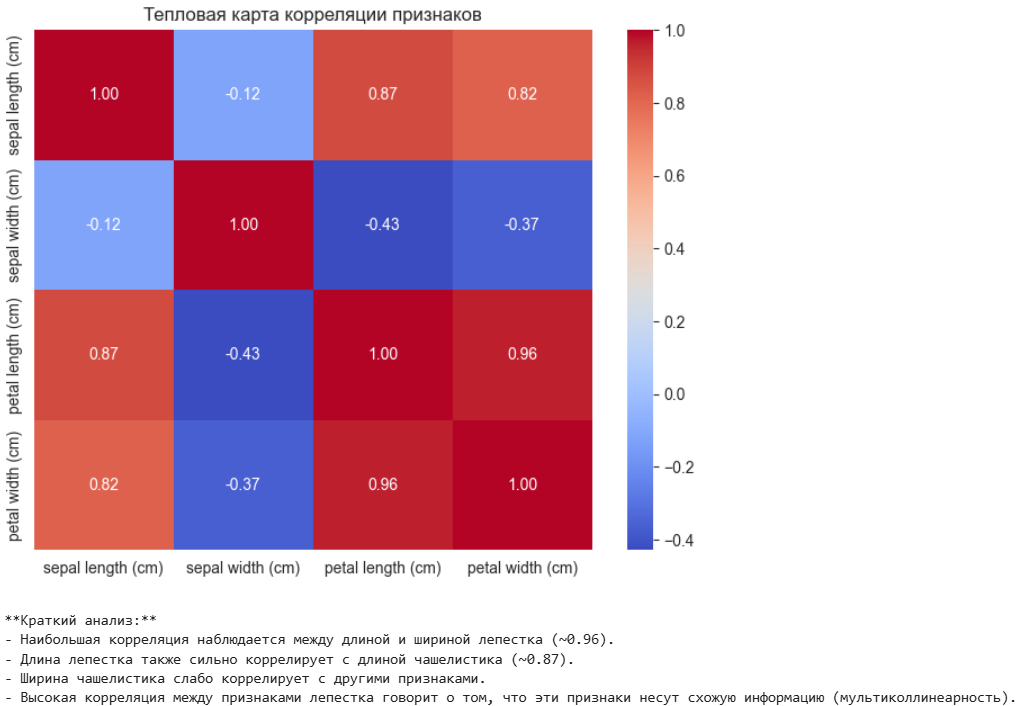 Тепловая карта корреляции признаков
sepal length (cm)
1.00
-0.12
0.87
0.82
sepal width (cm)
-0.12
1.00
-0.43
-0.37
petal length (cm)
0.87
-0.43
1.00
0.96
petal width (cm)
0.82
-0.37
0.96
1.00
sepal length (cm)
sepal width (cm)
petal length (cm)
petal width (cm)
1.0
0.8
0.6
0.4
0.2
0.0
−0.2
−0.4
**Краткий анализ:**
- Наибольшая корреляция наблюдается между длиной и шириной лепестка (~0.96).
- Длина лепестка также сильно коррелирует с длиной чашелистика (~0.87).
- Ширина чашелистика слабо коррелирует с другими признаками.
- Высокая корреляция между признаками лепестка говорит о том, что эти признаки несут схожую информацию (мультиколлинеарность).